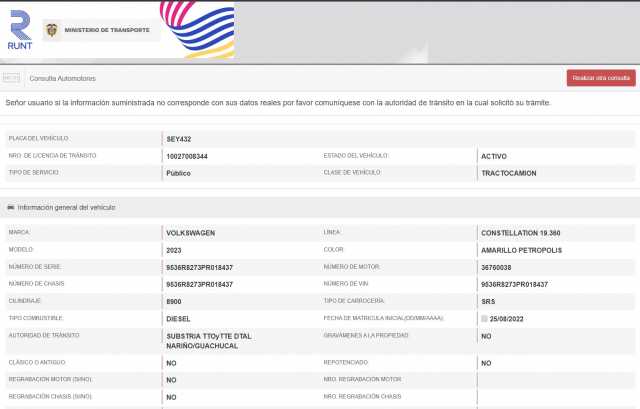 RUNT
MINISTERIO DE TRANSPORTE
Consulta Automotores
Realizar otra consulta
Señor usuario si la información suministrada no corresponde con sus datos reales por favor comuníquese con la autoridad de tránsito en la cual solicitó su trámite.
PLACA DEL VEHÍCULO: SEY432
NRO. DE LICENCIA DE TRÁNSITO: 10027008344 ESTADO DEL VEHÍCULO: ACTIVO
TIPO DE SERVICIO: Público CLASE DE VEHÍCULO: TRACTOCAMION
Información general del vehículo
MARCA: VOLKSWAGEN LÍNEA: CONSTELLATION 19.360
MODELO: 2023 COLOR: AMARILLO PETROPOLIS
NÚMERO DE SERIE: 9536R8273PR018437 NÚMERO DE MOTOR: 36760038
NÚMERO DE CHASIS: 9536R8273PR018437 NÚMERO DE VIN: 9536R8273PR018437
CILINDRAJE: 8900 TIPO DE CARROCERÍA: SRS
TIPO COMBUSTIBLE: DIESEL FECHA DE MATRICULA INICIAL(DD/MM/AAAA): 25/08/2022
AUTORIDAD DE TRÁNSITO: SUBSTRIA TTOyTTE DTAL NARIÑO/GUACHUCAL GRAVÁMENES A LA PROPIEDAD: NO
CLÁSICO O ANTIGUO: NO REPOTENCIADO: NO
REGRABACIÓN MOTOR (SI/NO): NO NRO. REGRABACIÓN MOTOR
REGRABACIÓN CHASIS (SI/NO): NO NRO. REGRABACIÓN CHASIS